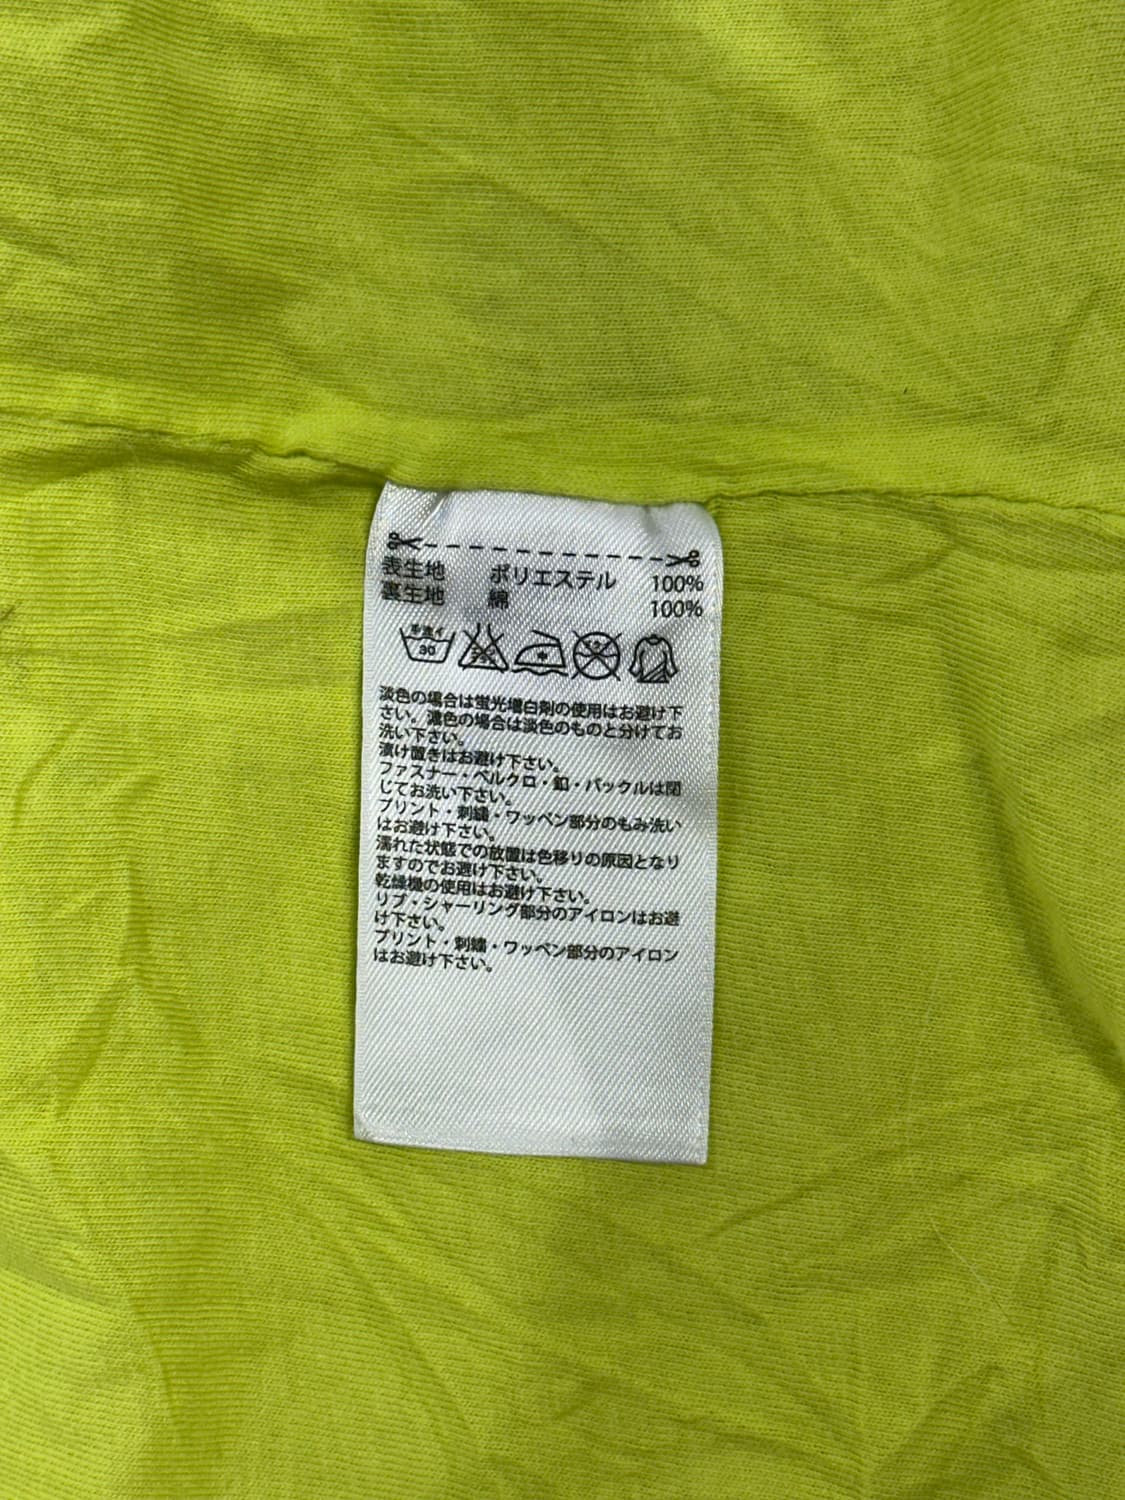 表生地 ポリエステル 100%
裏生地 綿 100%
手洗イ
30
淡色の場合は蛍光増白剤の使用はお避け下
さい。濃色の場合は淡色のものと分けてお
洗い下さい。
漬け置きはお避け下さい。
ファスナー・ベルクロ・釦・バックルは閉
じてお洗い下さい。
プリント・刺繍・ワッペン部分のもみ洗い
はお避け下さい。
濡れた状態での放置は色移りの原因となり
ますのでお避け下さい。
乾燥機の使用はお避け下さい。
リブ・シャーリング部分のアイロンはお避
け下さい。
プリント・刺繍・ワッペン部分のアイロン
はお避け下さい。